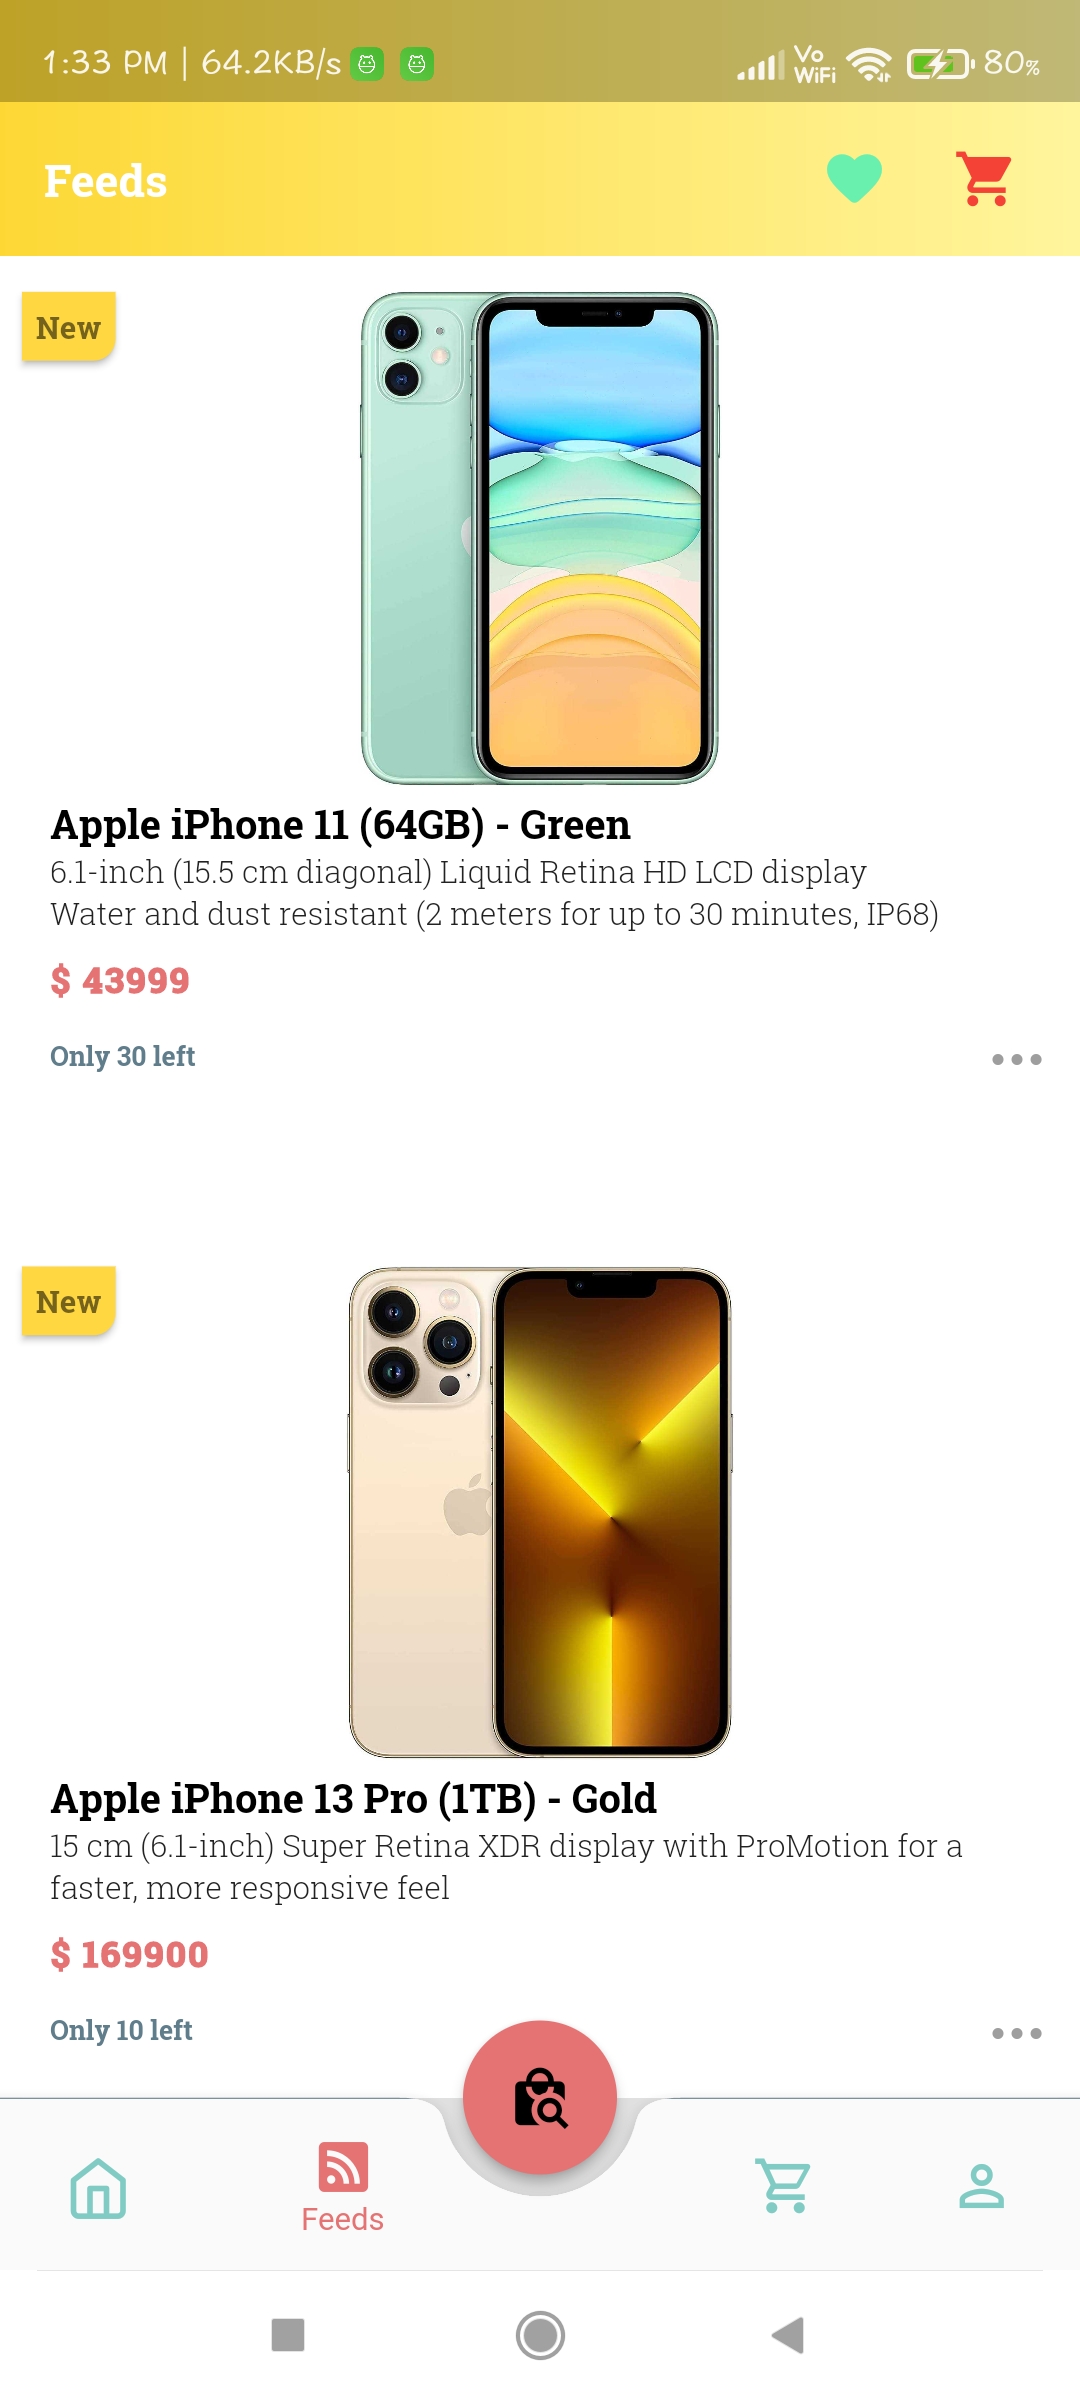 1:33 PM | 64.2KB/s Vo WiFi 80%
Feeds
New
Apple iPhone 11 (64GB) - Green
6.1-inch (15.5 cm diagonal) Liquid Retina HD LCD display
Water and dust resistant (2 meters for up to 30 minutes, IP68)
$ 43999
Only 30 left
New
Apple iPhone 13 Pro (1TB) - Gold
15 cm (6.1-inch) Super Retina XDR display with ProMotion for a
faster, more responsive feel
$ 169900
Only 10 left
Feeds